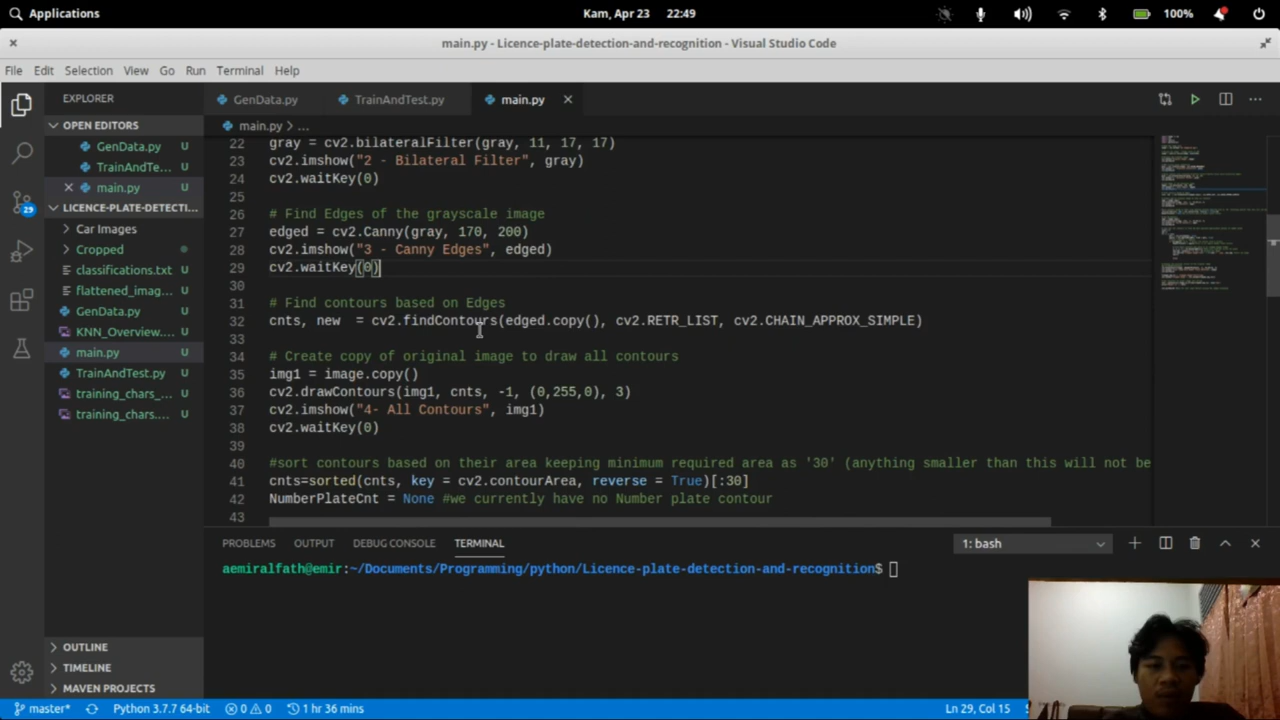 Applications
Kam, Apr 23 22:49
100%
main.py - Licence-plate-detection-and-recognition - Visual Studio Code
File Edit Selection View Go Run Terminal Help
EXPLORER
GenData.py
TrainAndTest.py
main.py
OPEN EDITORS
main.py > ...
GenData.py U
TrainAndTe... U
main.py U
LICENCE-PLATE-DETECTI...
Car Images
Cropped
classifications.txt U
flattened_imag... U
GenData.py U
KNN_Overview.... U
main.py U
TrainAndTest.py U
training_chars_... U
training_chars.... U
29
OUTLINE
TIMELINE
MAVEN PROJECTS
22 gray = cv2.bilateralFilter(gray, 11, 17, 17)
23 cv2.imshow("2 - Bilateral Filter", gray)
24 cv2.waitKey(0)
25
26 # Find Edges of the grayscale image
27 edged = cv2.Canny(gray, 170, 200)
28 cv2.imshow("3 - Canny Edges", edged)
29 cv2.waitKey(0)
30
31 # Find contours based on Edges
32 cnts, new  = cv2.findContours(edged.copy(), cv2.RETR_LIST, cv2.CHAIN_APPROX_SIMPLE)
33
34 # Create copy of original image to draw all contours
35 img1 = image.copy()
36 cv2.drawContours(img1, cnts, -1, (0,255,0), 3)
37 cv2.imshow("4- All Contours", img1)
38 cv2.waitKey(0)
39
40 #sort contours based on their area keeping minimum required area as '30' (anything smaller than this will not be
41 cnts=sorted(cnts, key = cv2.contourArea, reverse = True)[:30]
42 NumberPlateCnt = None #we currently have no Number plate contour
43
PROBLEMS OUTPUT DEBUG CONSOLE TERMINAL
1: bash
aemiralfath@emir:~/Documents/Programming/python/Licence-plate-detection-and-recognition$
master* Python 3.7.7 64-bit 0 0 1 hr 36 mins Ln 29, Col 15